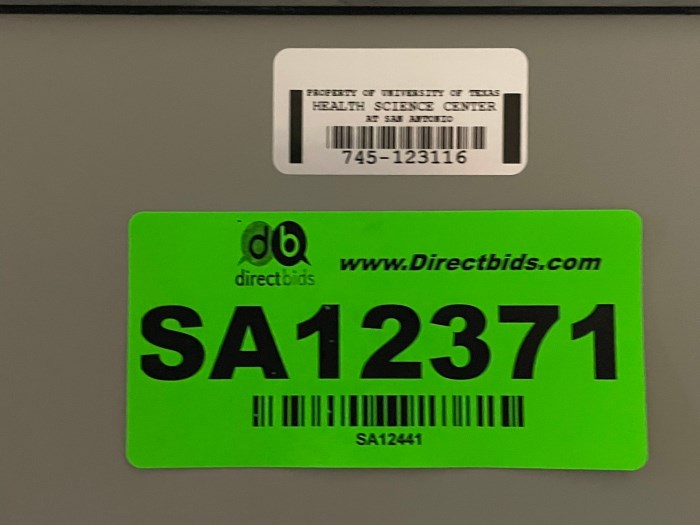 PROPERTY OF UNIVERSITY OF TEXAS
HEALTH SCIENCE CENTER
AT SAN ANTONIO
745-123116
db
directbids
www.Directbids.com
SA12371
SA12441